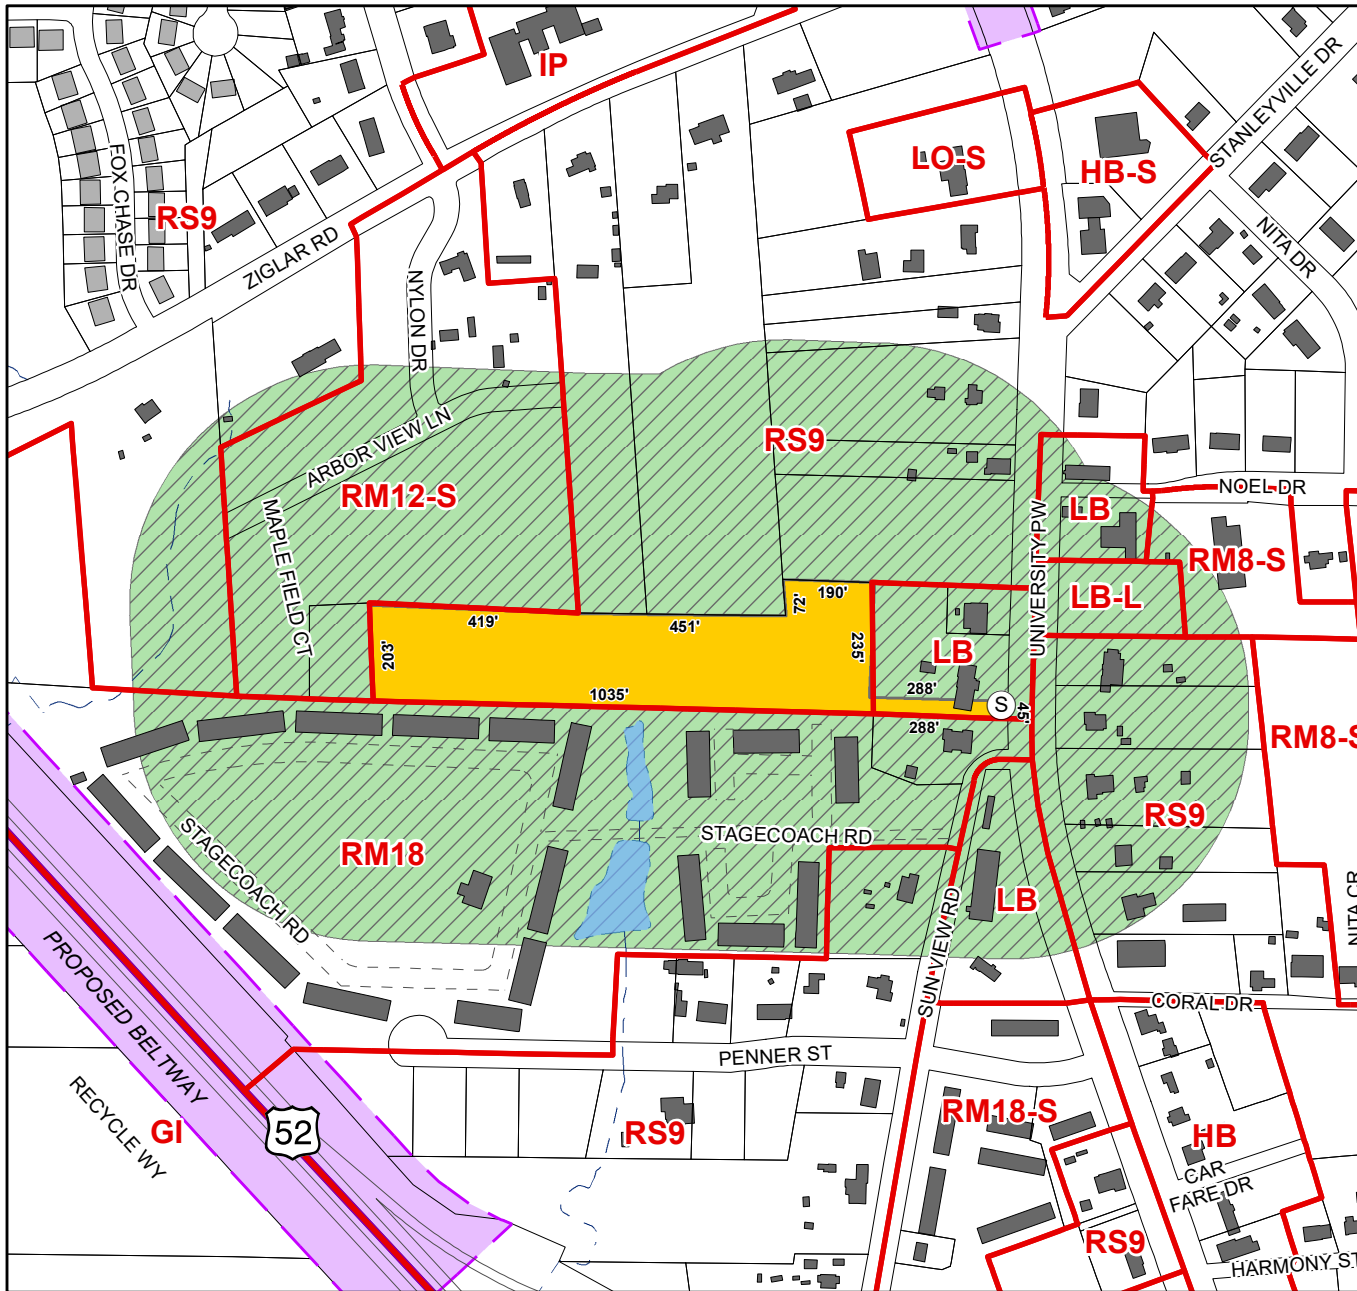 IP
STANLEYVILLE DR
LO-S
HB-S
FOX CHASE DR
RS9
ZIGLAR RD
NITA DR
NYLON DR
ARBOR VIEW LN
RS9
RM12-S
NOEL DR
LB
UNIVERSITY PW
MAPLE FIELD CT
RM8-S
LB-L
190'
72'
419'
451'
203'
235'
LB
288'
1035'
S
45'
288'
RM8-S
RS9
STAGECOACH RD
RM18
STAGECOACH RD
LB
NITA CR
SUN VIEW RD
PROPOSED BELTWAY
CORAL DR
PENNER ST
RECYCLE WY
GI
52
RS9
RM18-S
HB
CAR
FARE DR
RS9
HARMONY ST